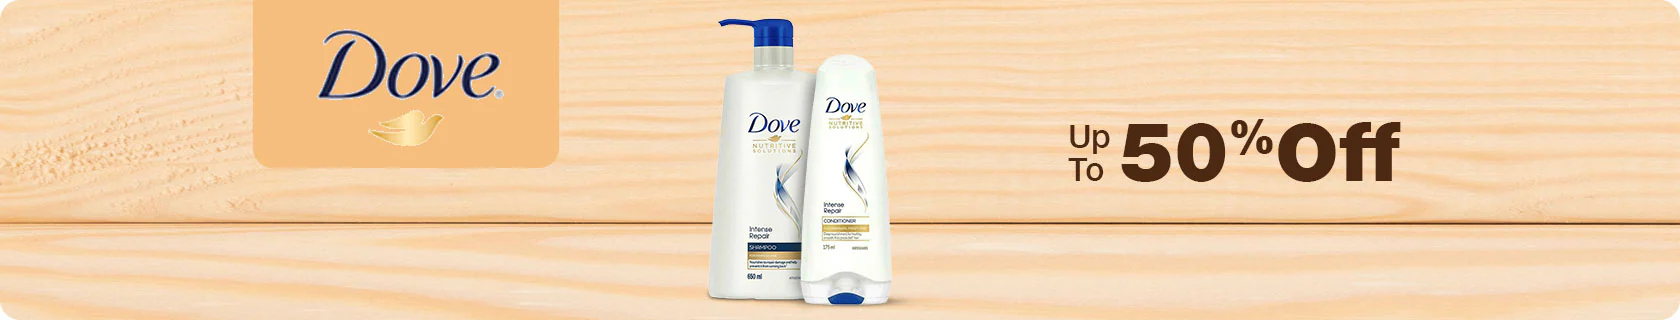 Dove
Dove
NUTRITIVE
SOLUTIONS
Intense
Repair
SHAMPOO
650 ml
Dove
NUTRITIVE
SOLUTIONS
Intense
Repair
CONDITIONER
175 ml
Up
To
50%Off